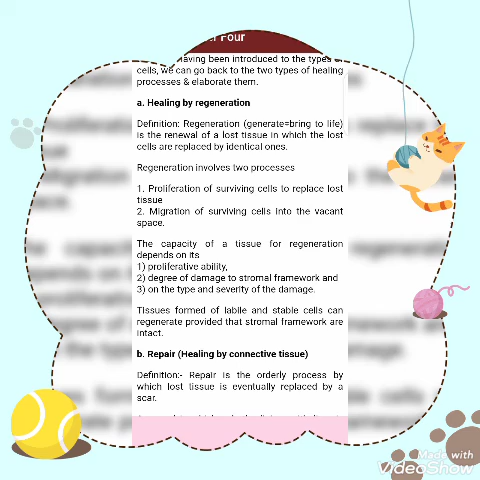 Four
having been introduced to the types
cells, we can go back to the two types of healing
processes & elaborate them.
a. Healing by regeneration
Definition: Regeneration (generate=bring to life)
is the renewal of a lost tissue in which the lost
cells are replaced by identical ones.
Regeneration involves two processes
1. Proliferation of surviving cells to replace lost
tissue
2. Migration of surviving cells into the vacant
space.
The capacity of a tissue for regeneration
depends on its
1) proliferative ability,
2) degree of damage to stromal framework and
3) on the type and severity of the damage.
Tissues formed of labile and stable cells can
regenerate provided that stromal framework are
intact.
b. Repair (Healing by connective tissue)
Definition:- Repair is the orderly process by
which lost tissue is eventually replaced by a
scar.
Made with
VideoShow